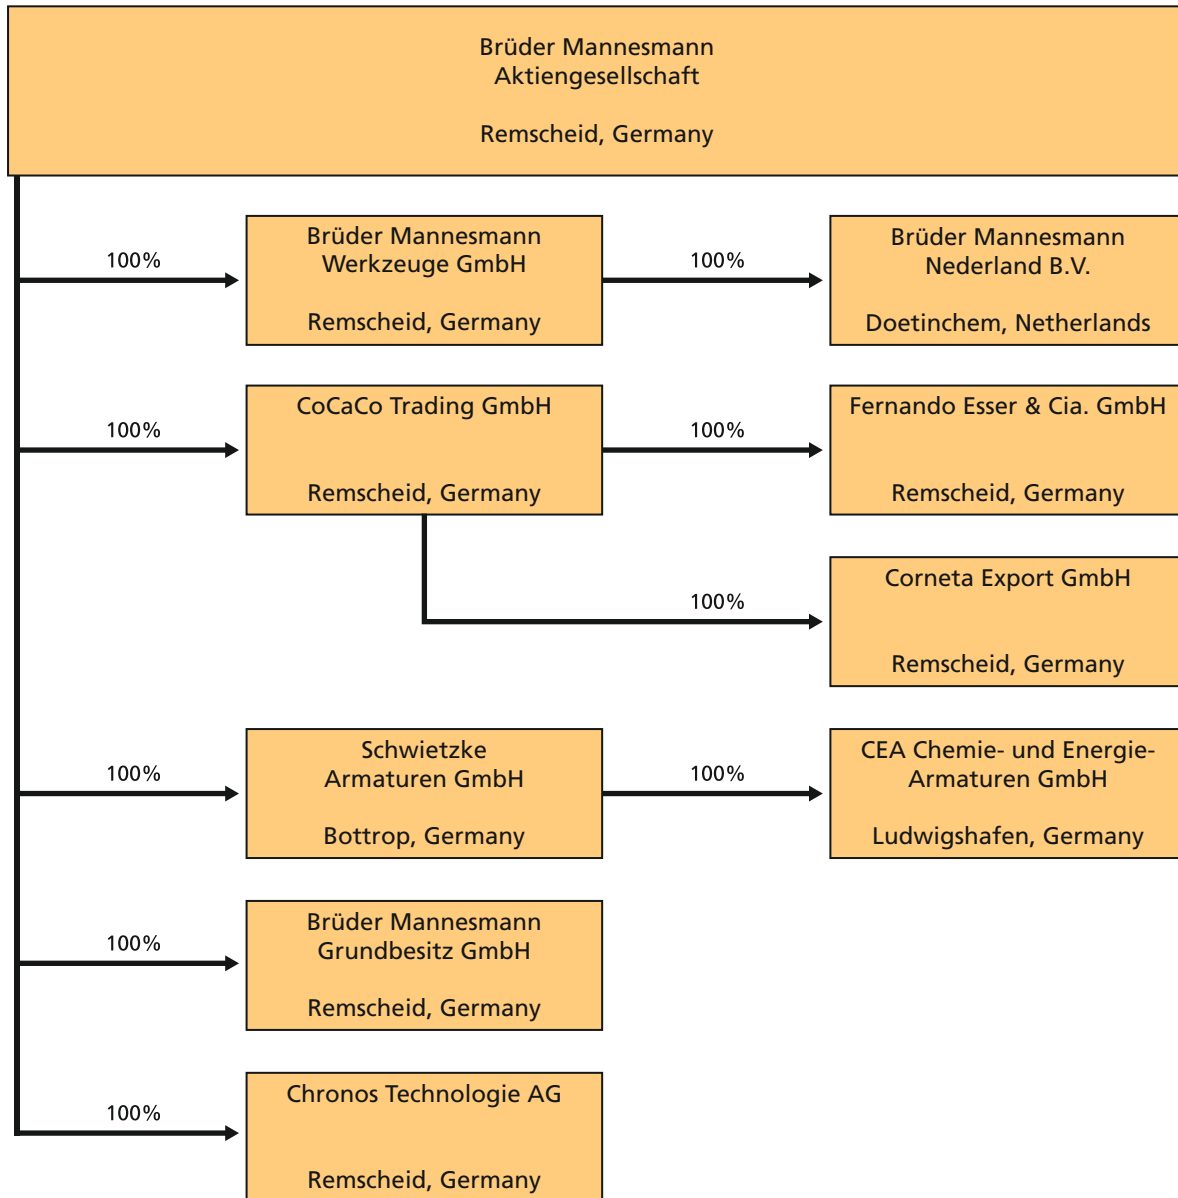 Brüder Mannesmann
Aktiengesellschaft
Remscheid, Germany
100%
Brüder Mannesmann
Werkzeuge GmbH
Remscheid, Germany
100%
Brüder Mannesmann
Nederland B.V.
Doetinchem, Netherlands
100%
CoCaCo Trading GmbH
Remscheid, Germany
100%
Fernando Esser & Cia. GmbH
Remscheid, Germany
100%
Corneta Export GmbH
Remscheid, Germany
100%
Schwietzke
Armaturen GmbH
Bottrop, Germany
100%
CEA Chemie- und Energie-
Armaturen GmbH
Ludwigshafen, Germany
100%
Brüder Mannesmann
Grundbesitz GmbH
Remscheid, Germany
100%
Chronos Technologie AG
Remscheid, Germany